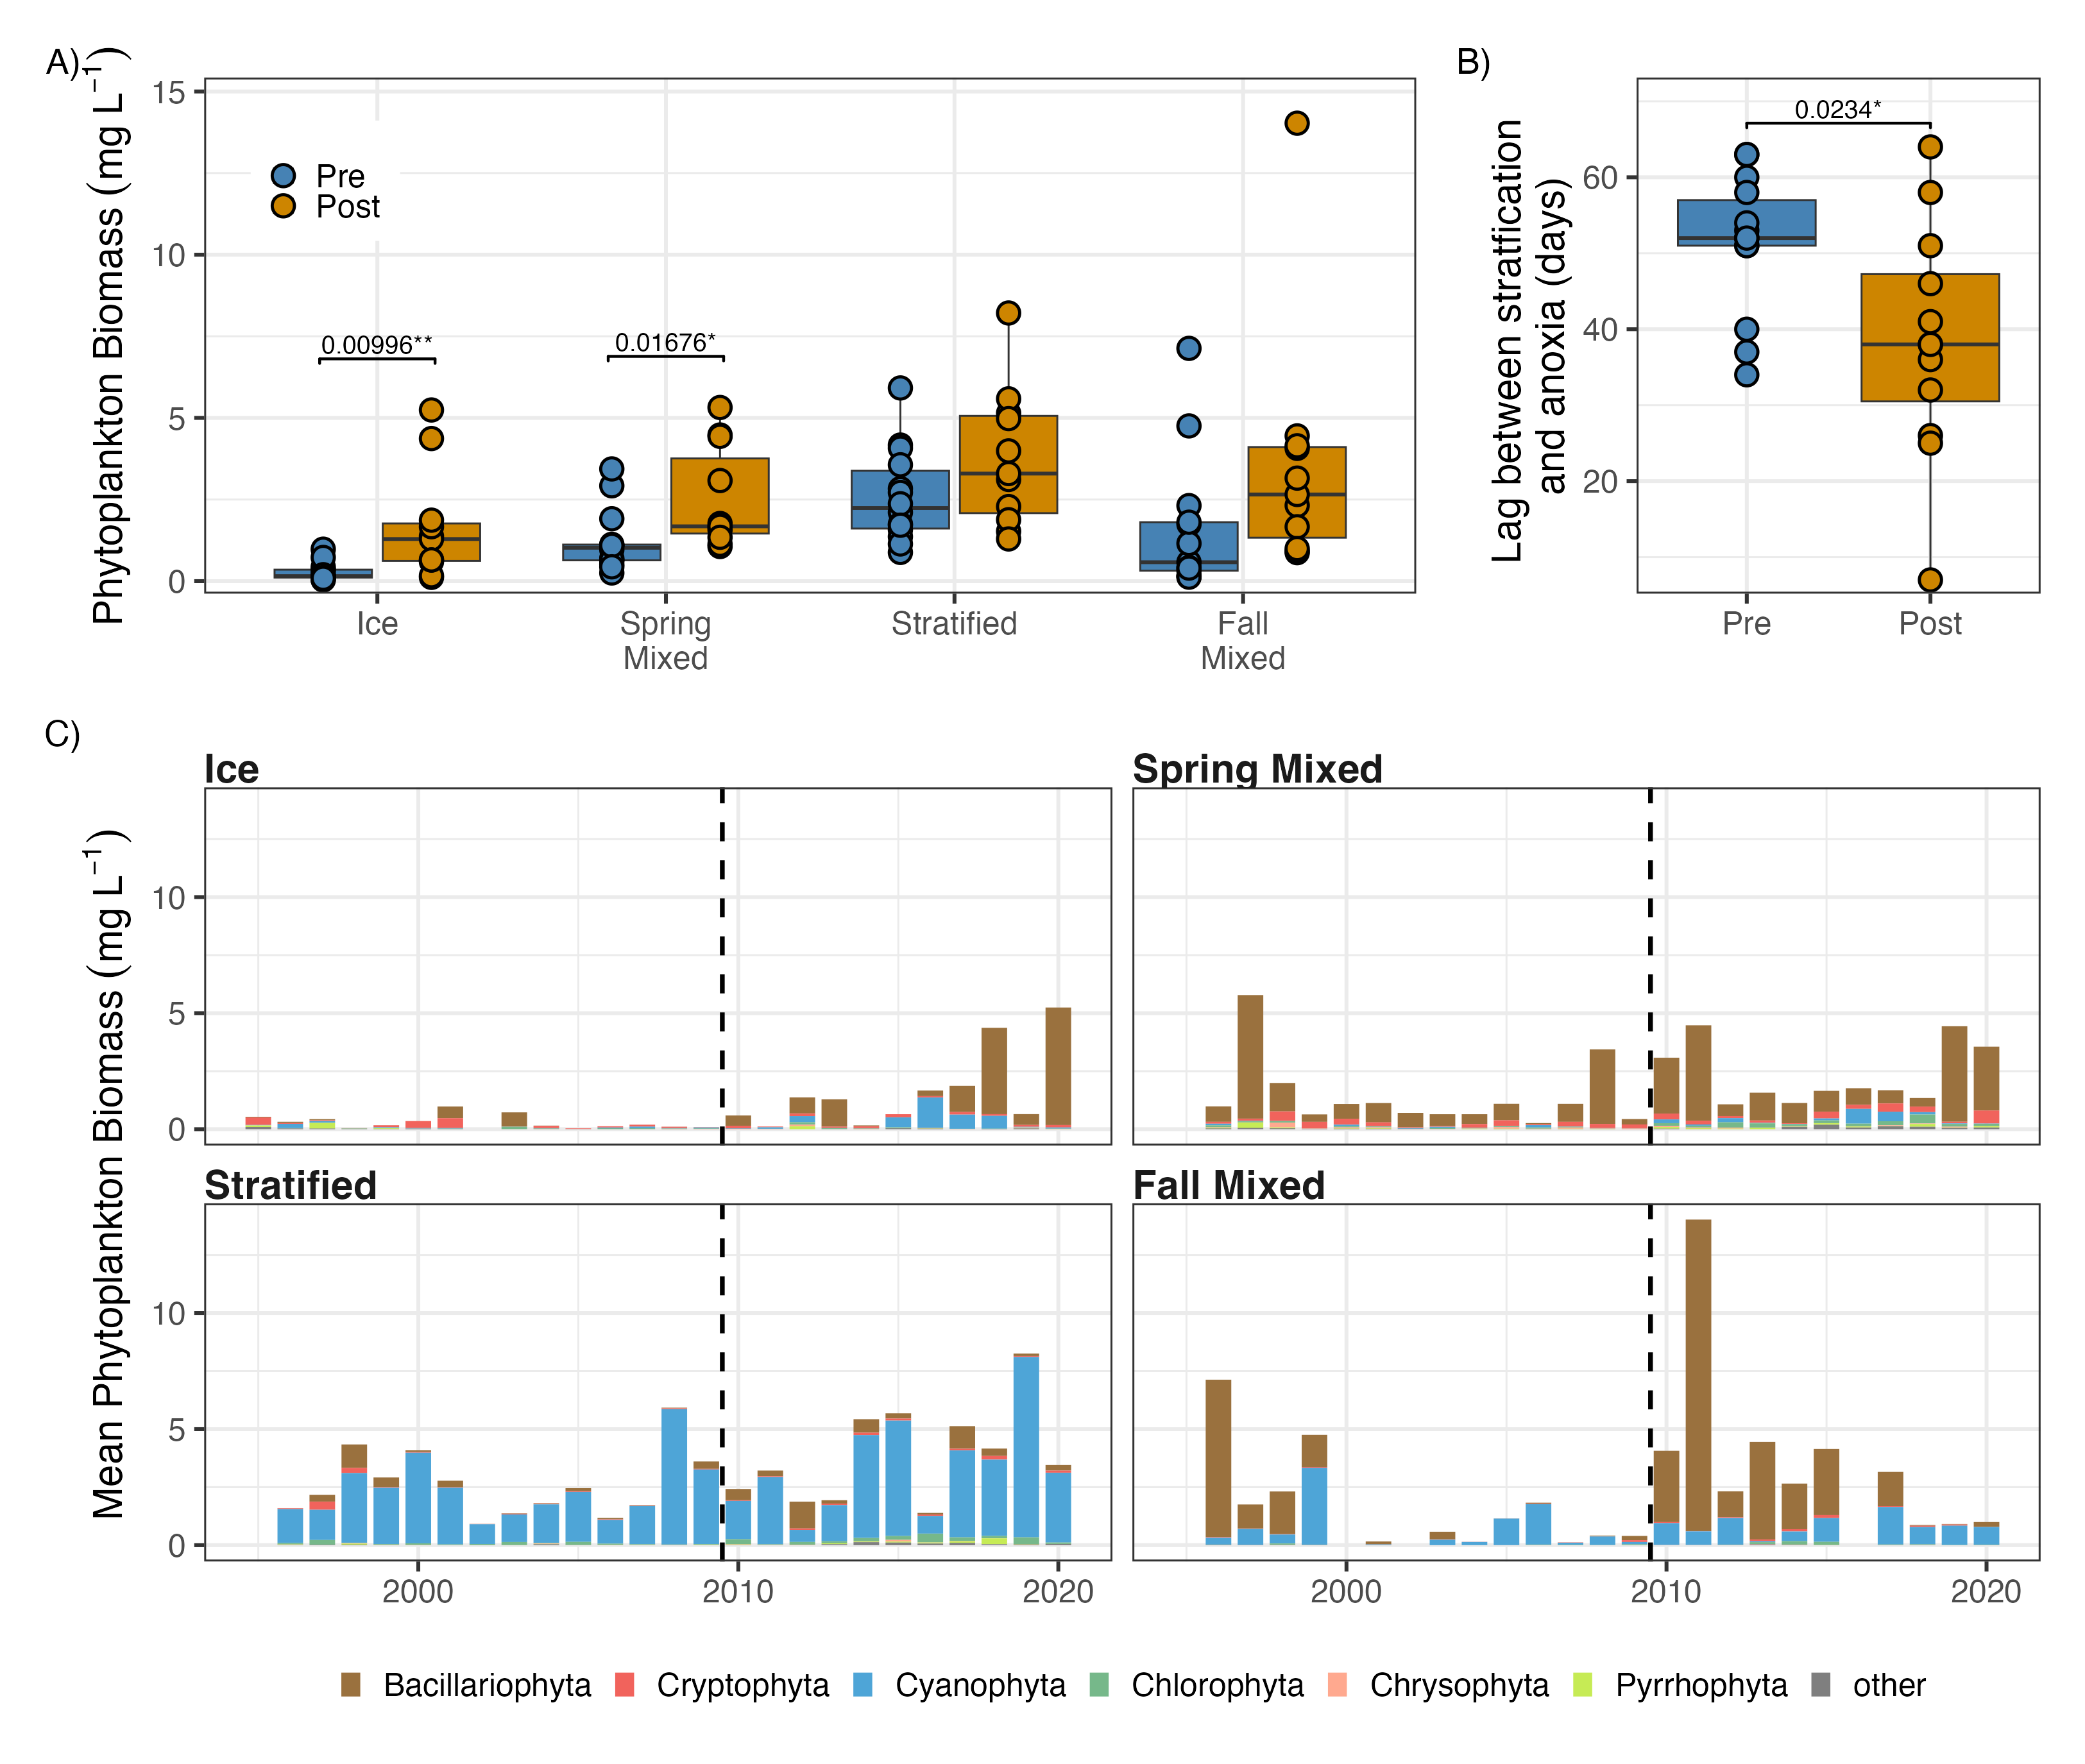 A)
Phytoplankton Biomass (mg L⁻¹)
15
10
5
0
Pre
Post
0.00996**
0.01676*
Ice
Spring
Mixed
Stratified
Fall
Mixed
B)
Lag between stratfication
and anoxia (days)
60
40
20
0.0234*
Pre
Post
C)
Mean Phytoplankton Biomass (mg L⁻¹)
Ice
Spring Mixed
10
5
0
Stratified
Fall Mixed
10
5
0
2000
2010
2020
2000
2010
2020
Bacillariophyta
Cryptophyta
Cyanophyta
Chlorophyta
Chrysophyta
Pyrrhophyta
other